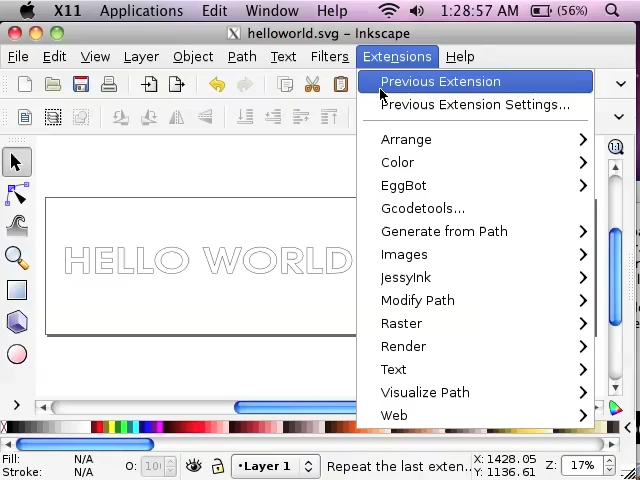 X11 Applications Edit Window Help 1:28:57 AM (56%)
helloworld.svg - Inkscape
File Edit View Layer Object Path Text Filters Extensions Help
Previous Extension
Previous Extension Settings...
Arrange
Color
EggBot
Gcodetools...
Generate from Path
HELLO WORLD
Images
JessyInk
Modify Path
Raster
Render
Text
Visualize Path
Web
Fill: N/A
Stroke: N/A
O:
•Layer 1
Repeat the last exten...
X: 1428.05
Y: 1136.61
Z: 17%